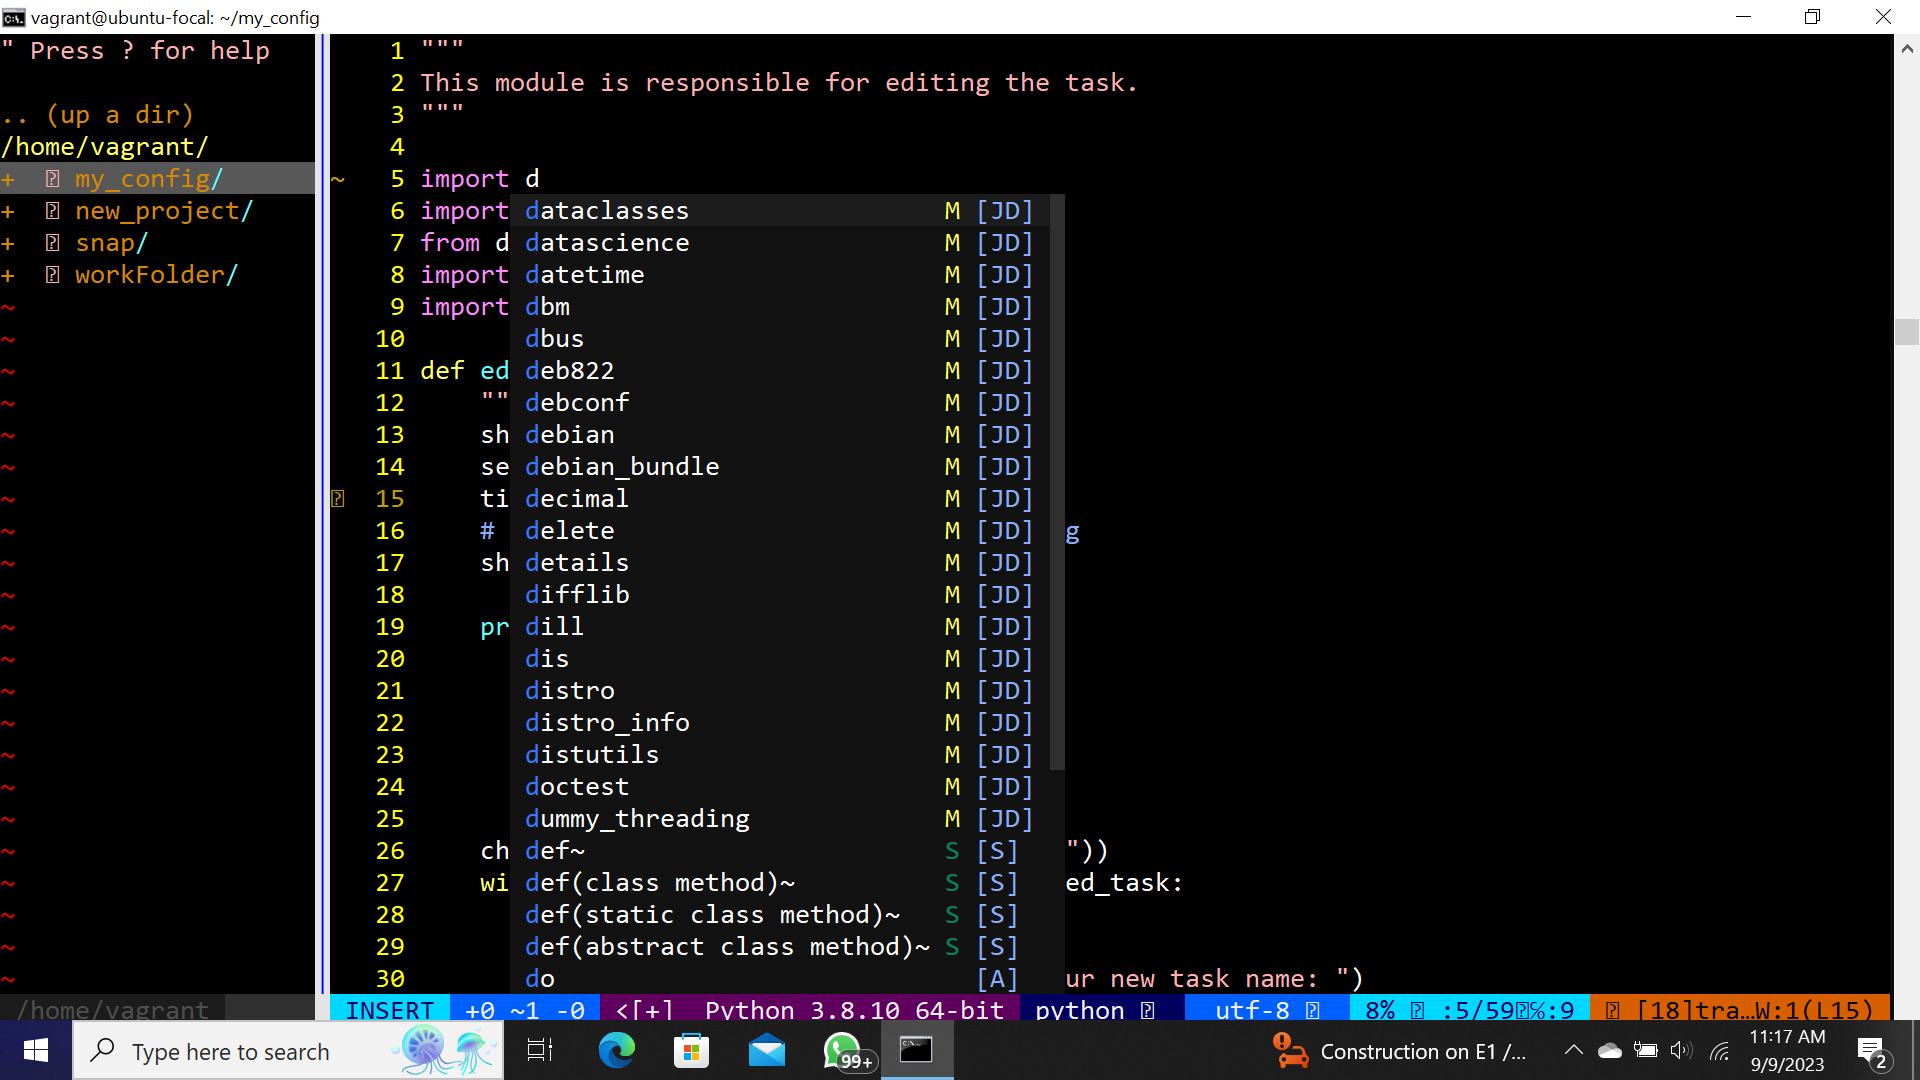 vagrant@ubuntu-focal: ~/my_config
" Press ? for help
.. (up a dir)
/home/vagrant/
+ my_config/
+ new_project/
+ snap/
+ workFolder/
1 """
2 This module is responsible for editing the task.
3 """
4
~ 5 import d
6 import
7 from d
8 import
9 import
10
11 def ed
12 ""
13 sh
14 se
15 ti
16 # g
17 sh
18
19 pr
20
21
22
23
24
25
26 ch "))
27 wi ed_task:
28
29
30 ur new task name: ")
dataclasses M [JD]
datascience M [JD]
datetime M [JD]
dbm M [JD]
dbus M [JD]
deb822 M [JD]
debconf M [JD]
debian M [JD]
debian_bundle M [JD]
decimal M [JD]
delete M [JD]
details M [JD]
difflib M [JD]
dill M [JD]
dis M [JD]
distro M [JD]
distro_info M [JD]
distutils M [JD]
doctest M [JD]
dummy_threading M [JD]
def~ S [S]
def(class method)~ S [S]
def(static class method)~ S [S]
def(abstract class method)~ S [S]
do [A]
/home/vagrant
INSERT +0 ~1 -0 <[+] Python 3.8.10 64-bit python utf-8 8% :5/59 ℅:9 [18]tra…W:1(L15)
Type here to search
99+
Construction on E1 /...
11:17 AM
9/9/2023
2